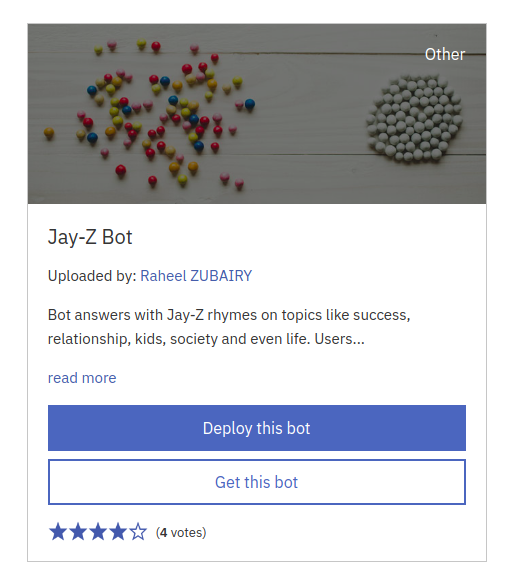 Other
Jay-Z Bot
Uploaded by: Raheel ZUBAIRY
Bot answers with Jay-Z rhymes on topics like success,
relationship, kids, society and even life. Users...
read more
Deploy this bot
Get this bot
(4 votes)